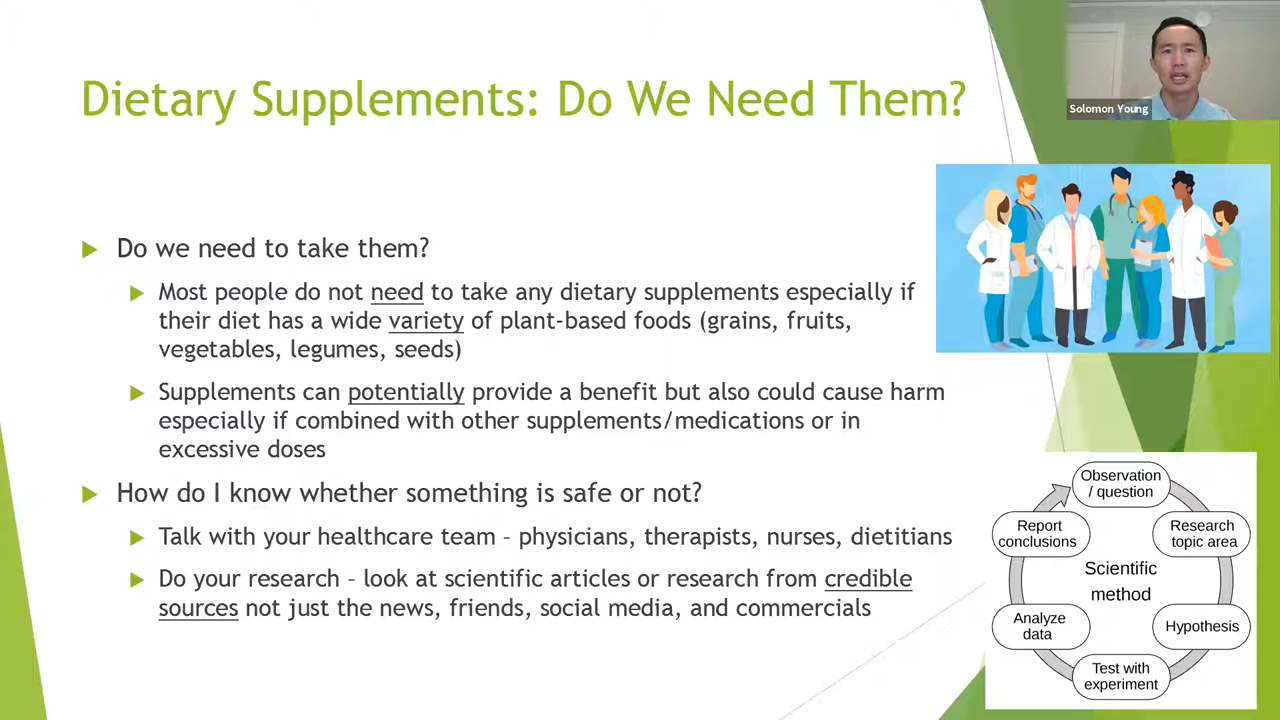 Dietary Supplements: Do We Need Them?
Solomon Young
Do we need to take them?
Most people do not need to take any dietary supplements especially if
their diet has a wide variety of plant-based foods (grains, fruits,
vegetables, legumes, seeds)
Supplements can potentially provide a benefit but also could cause harm
especially if combined with other supplements/medications or in
excessive doses
How do I know whether something is safe or not?
Talk with your healthcare team – physicians, therapists, nurses, dietitians
Do your research – look at scientific articles or research from credible
sources not just the news, friends, social media, and commercials
Observation
/ question
Research
topic area
Hypothesis
Test with
experiment
Analyze
data
Report
conclusions
Scientific
method